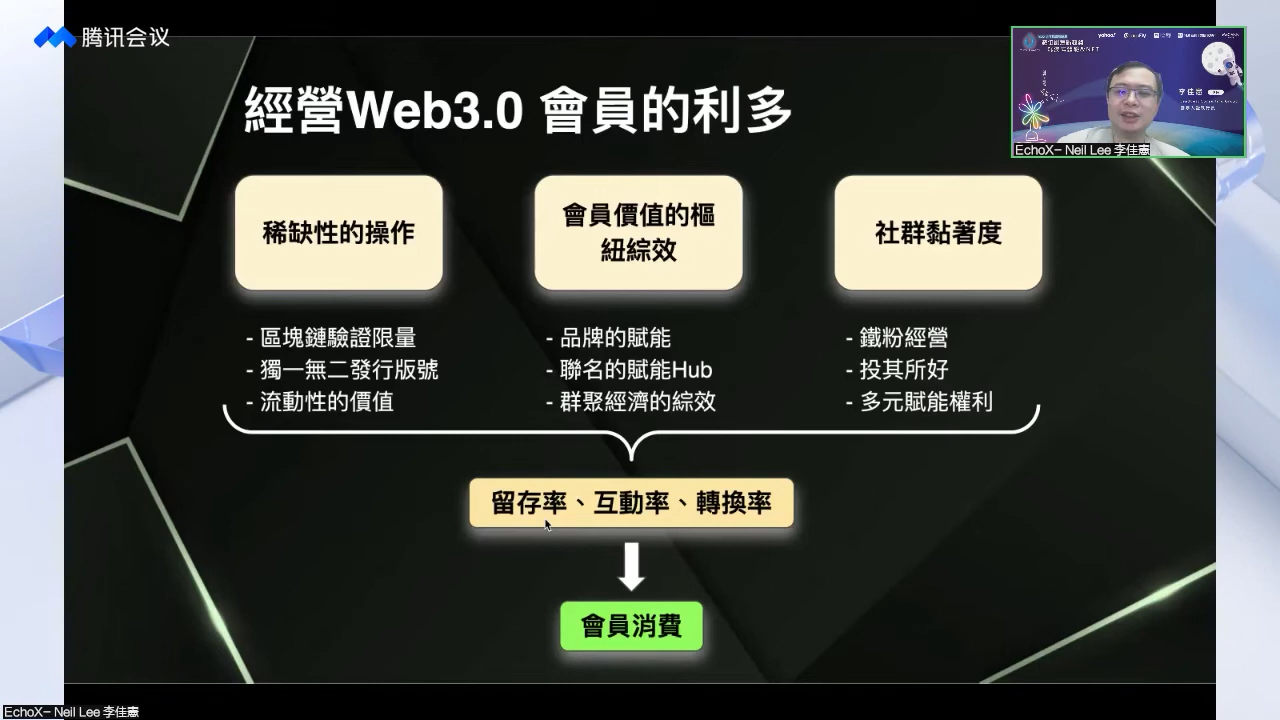 腾讯会议
經營Web3.0 會員的利多
稀缺性的操作
- 區塊鏈驗證限量
- 獨一無二發行版號
- 流動性的價值
會員價值的樞
紐綜效
- 品牌的賦能
- 聯名的賦能Hub
- 群聚經濟的綜效
社群黏著度
- 鐵粉經營
- 投其所好
- 多元賦能權利
留存率、互動率、轉換率
會員消費
yahoo!
李佳憲
EchoX– Neil Lee 李佳憲
EchoX– Neil Lee 李佳憲